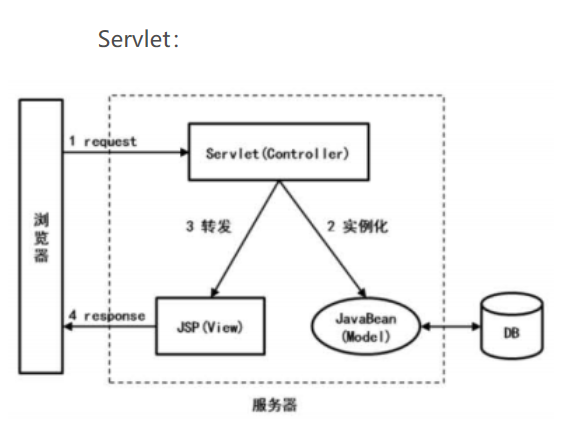 Servlet：
1 request
Servlet(Controller)
浏
览
器
3 转发
2 实例化
4 response
JSP(View)
JavaBean
(Model)
DB
服务器